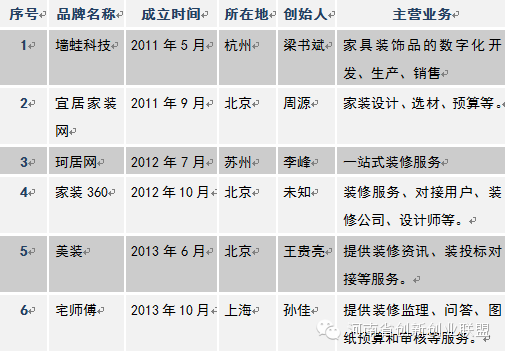 序号 品牌名称 成立时间 所在地 创始人 主营业务
1 墙蛙科技 2011 年 5 月 杭州 梁书斌 家具装饰品的数字化开
发、生产、销售
2 宜居家装 2011 年 9 月 北京 周源 家装设计、选材、预算等。
网
3 珂居网 2012 年 7 月 苏州 李峰 一站式装修服务
4 家装 360 2012 年 10 月 北京 未知 装修服务、对接用户、装
修公司、设计师等。
5 美装 2013 年 6 月 北京 王贵亮 提供装修资讯、装投标对
接等服务。
6 宅师傅 2013 年 10 月 上海 孙佳 提供装修监理、问答、图
纸预算和审核等服务。
河南省创新创业联盟